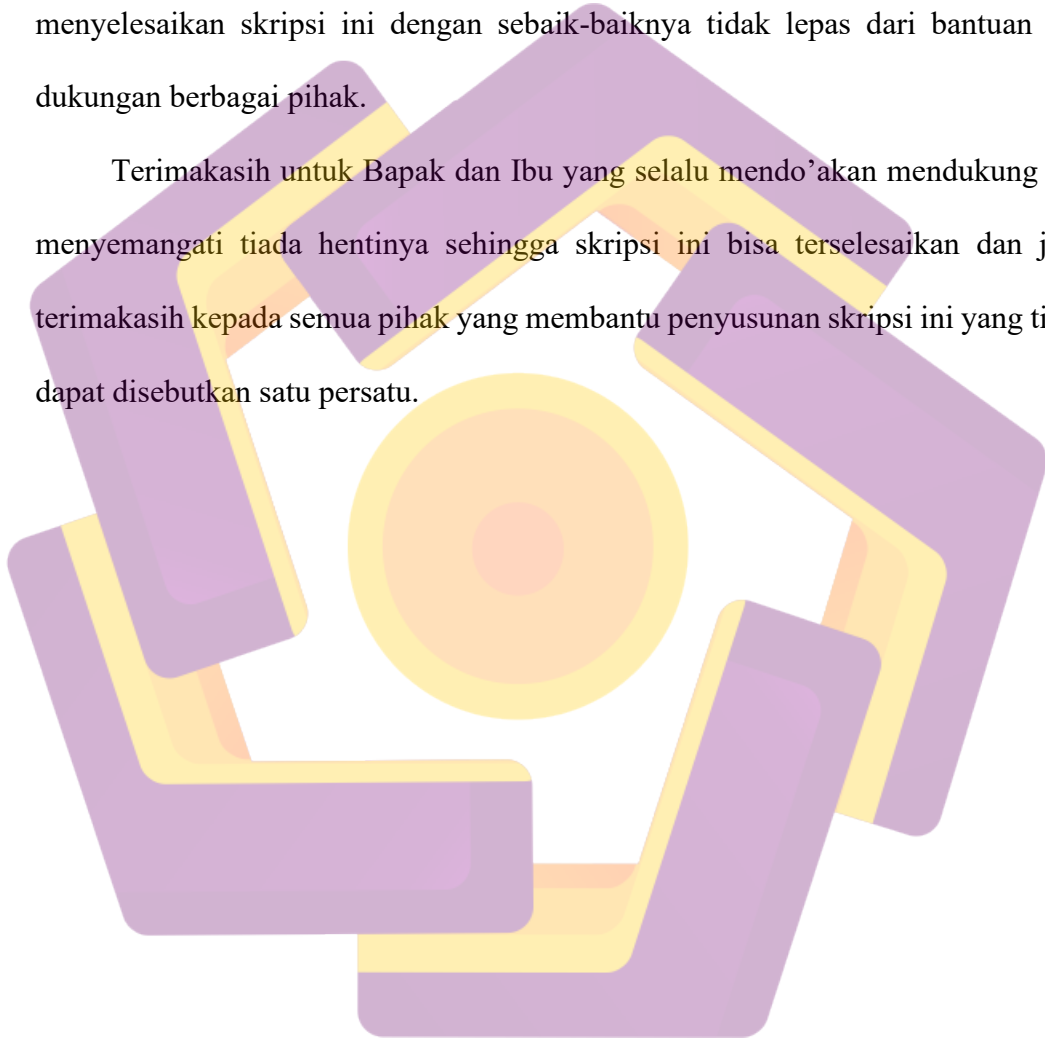 menyelesaikan skripsi ini dengan sebaik-baiknya tidak lepas dari bantuan
dukungan berbagai pihak.
Terimakasih untuk Bapak dan Ibu yang selalu mendo’akan mendukung
menyemangati tiada hentinya sehingga skripsi ini bisa terselesaikan dan
terimakasih kepada semua pihak yang membantu penyusunan skripsi ini yang
dapat disebutkan satu persatu.